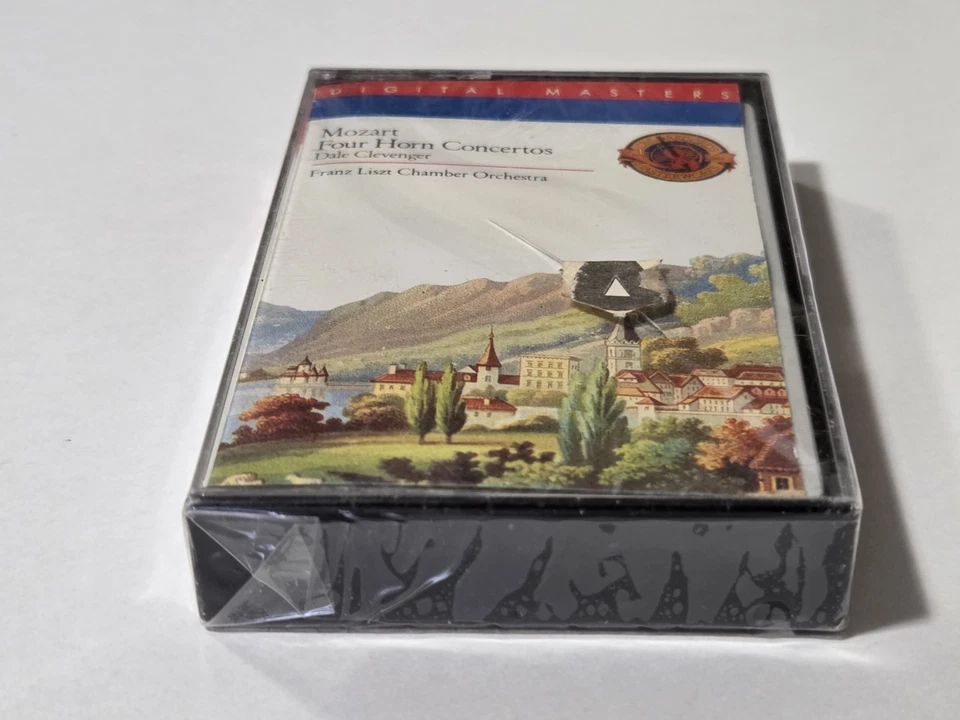 DIGITAL MASTERS
Mozart
Four Horn Concertos
Dale Clevenger
Franz Liszt Chamber Orchestra